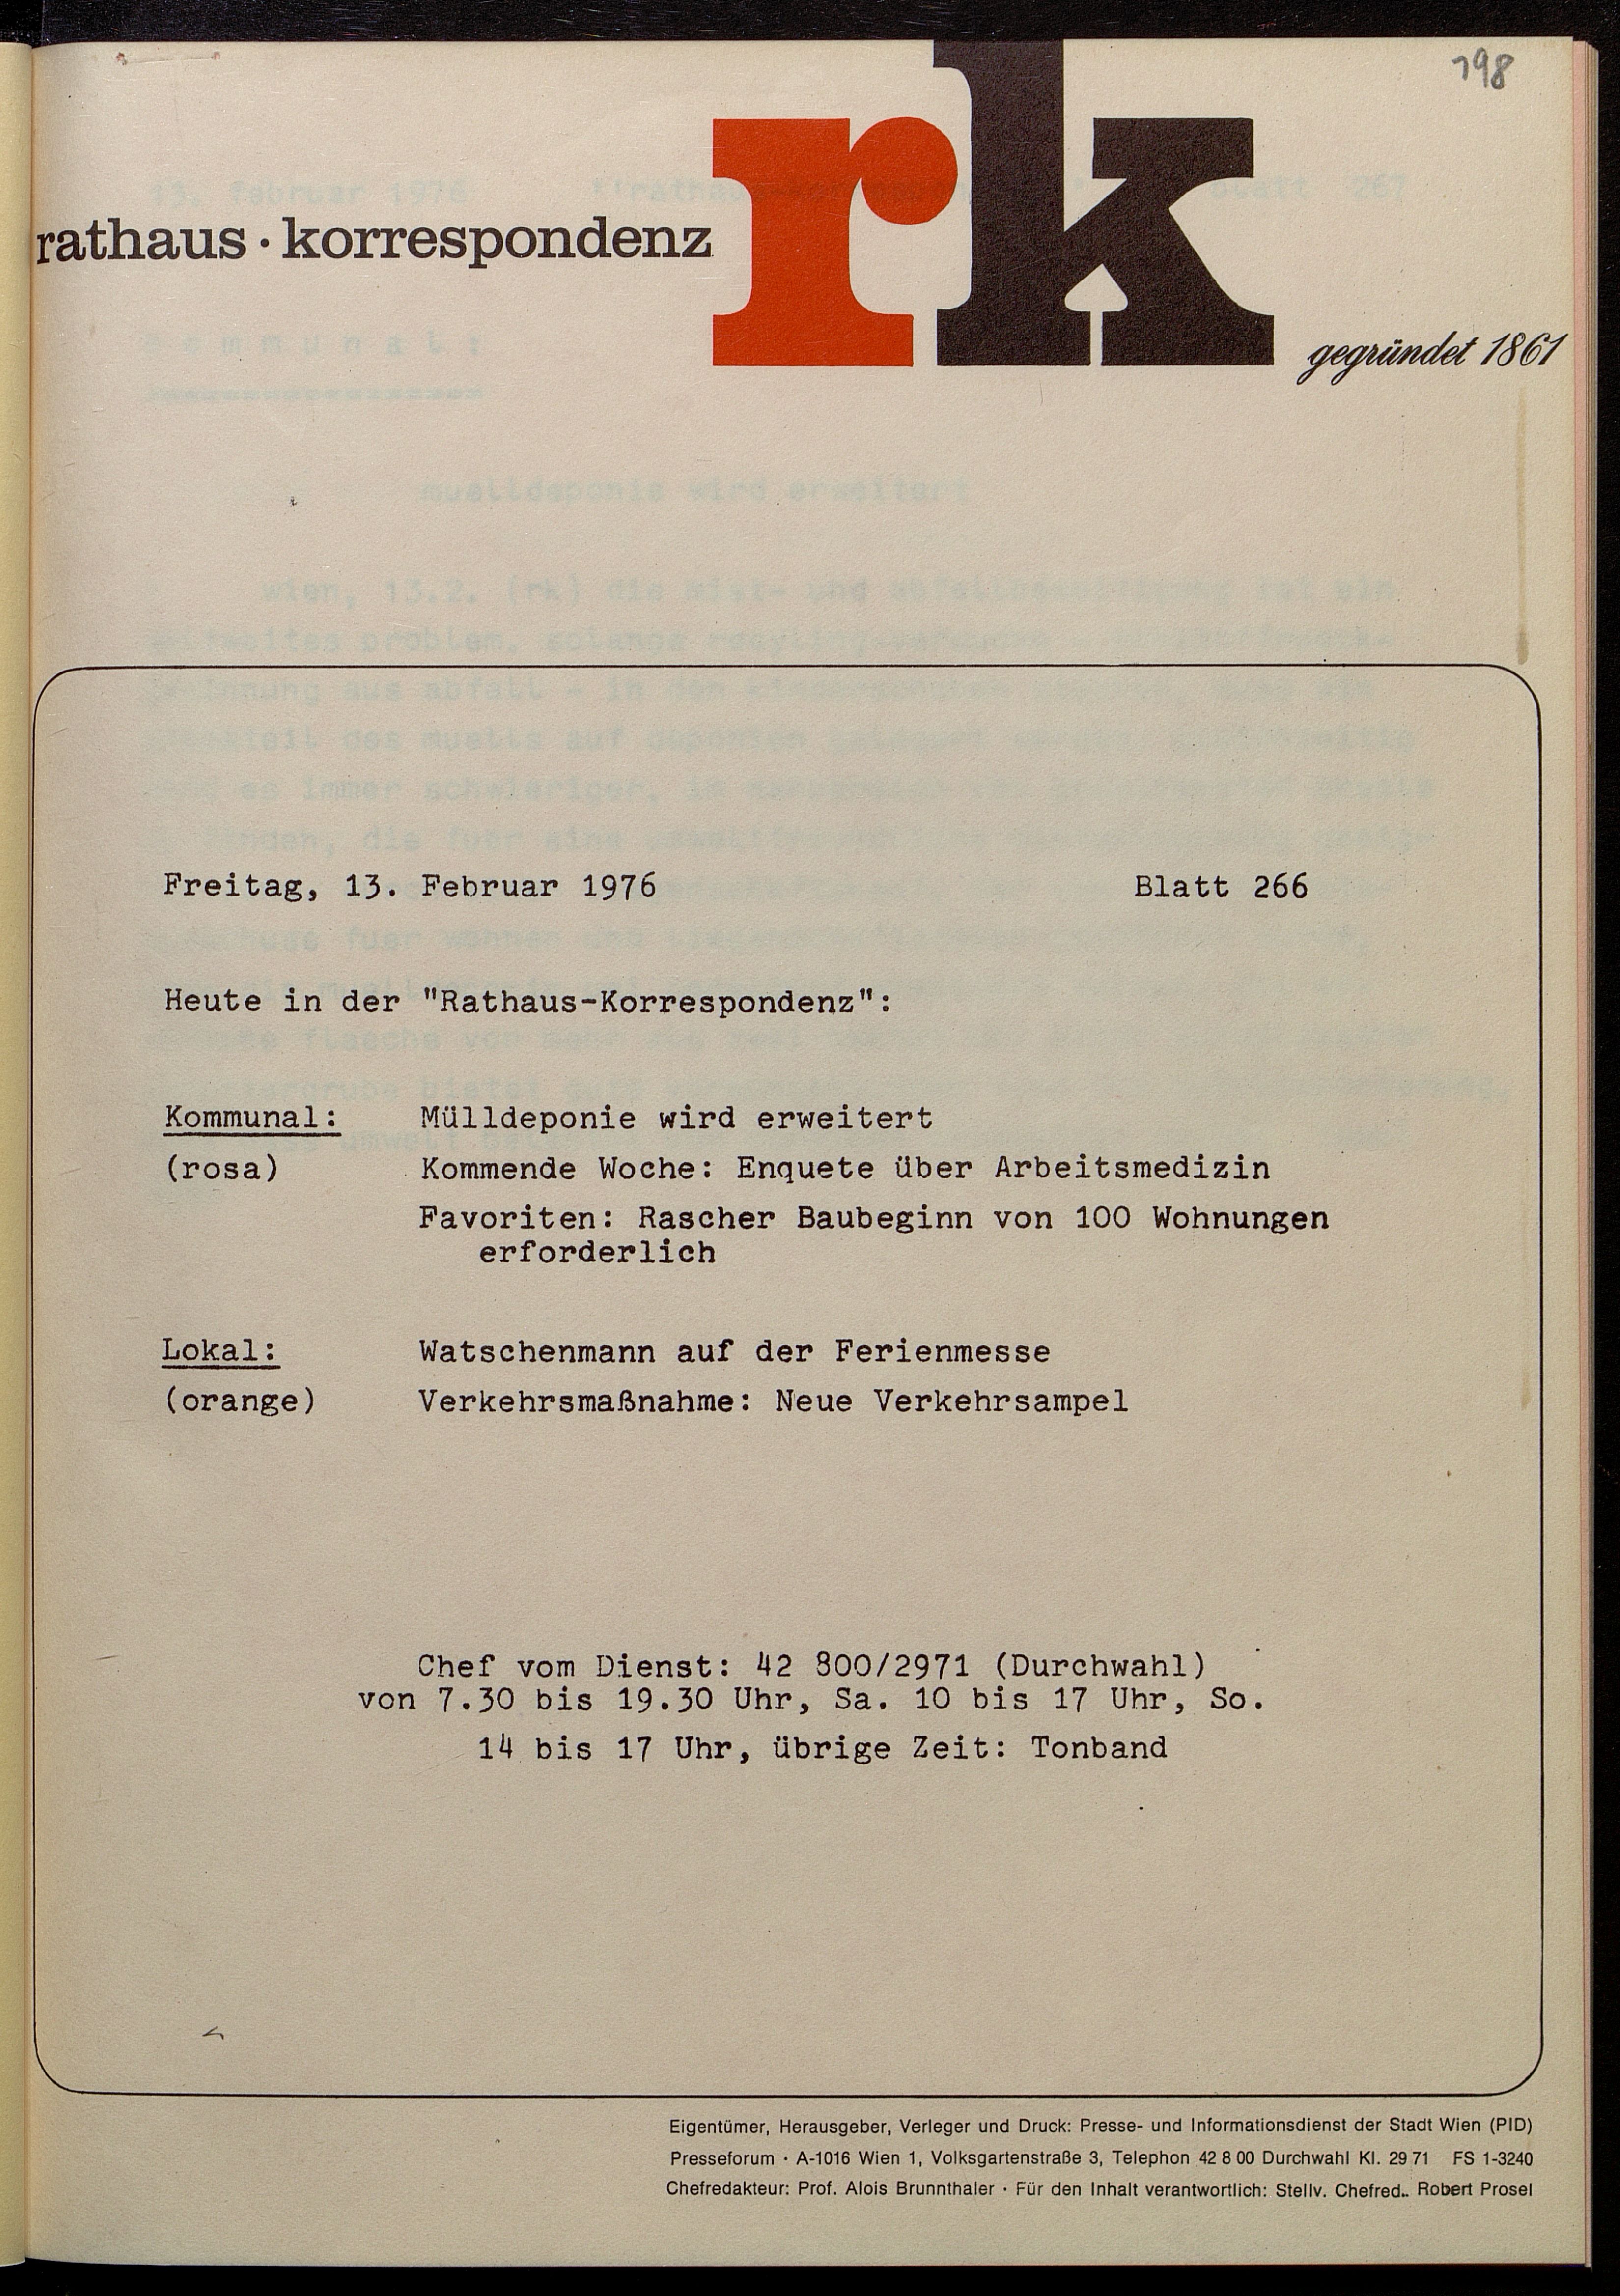 198
rk
rathaus · korrespondenz
gegründet 1861
Freitag, 13. Februar 1976 Blatt 266
Heute in der "Rathaus-Korrespondenz":
Kommunal: Mülldeponie wird erweitert
(rosa) Kommende Woche: Enquete über Arbeitsmedizin
Favoriten: Rascher Baubeginn von 100 Wohnungen
erforderlich
Lokal: Watschenmann auf der Ferienmesse
(orange) Verkehrsmaßnahme: Neue Verkehrsampel
Chef vom Dienst: 42 800/2971 (Durchwahl)
von 7.30 bis 19.30 Uhr, Sa. 10 bis 17 Uhr, So.
14 bis 17 Uhr, übrige Zeit: Tonband
Eigentümer, Herausgeber, Verleger und Druck: Presse- und Informationsdienst der Stadt Wien (PID)
Presseforum · A-1016 Wien 1, Volksgartenstraße 3, Telephon 42 8 00 Durchwahl Kl. 29 71 FS 1-3240
Chefredakteur: Prof. Alois Brunnthaler · Für den Inhalt verantwortlich: Stellv. Chefred.. Robert Prosel